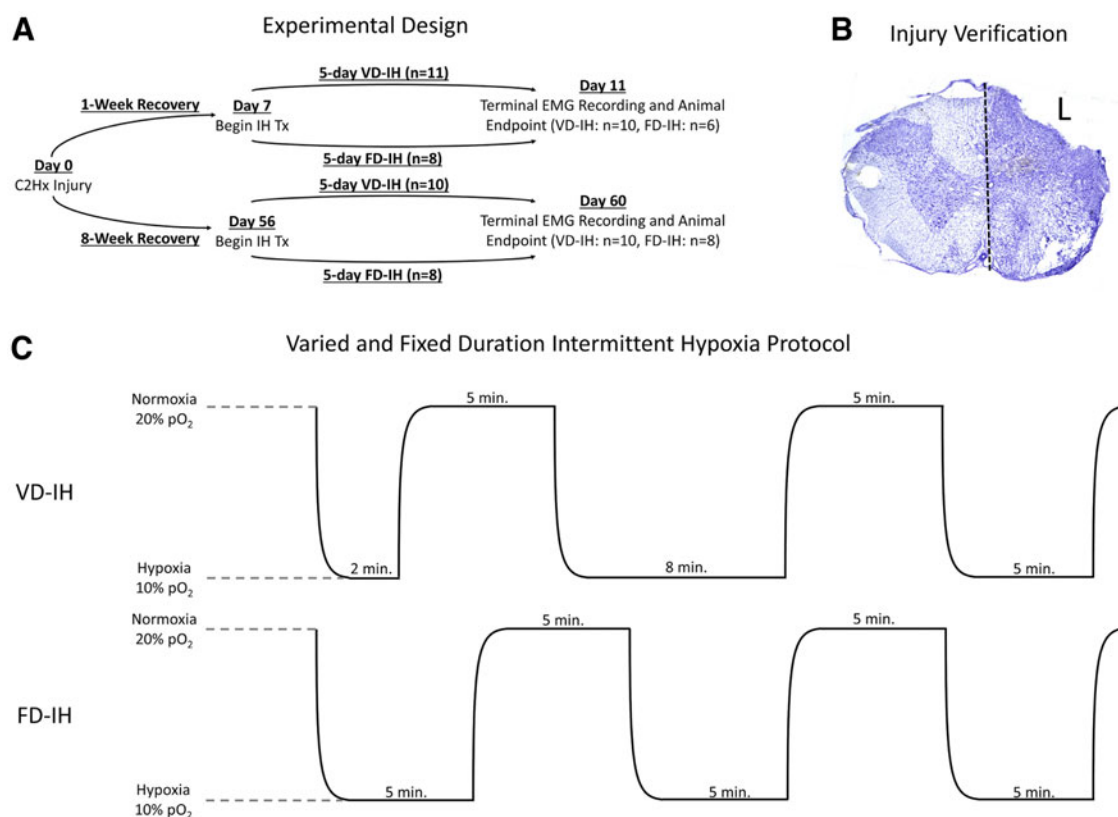 A
Experimental Design
5-day VD-IH (n=11)
1-Week Recovery
Day 7
Begin IH Tx
Day 11
Terminal EMG Recording and Animal
Endpoint (VD-IH: n=10, FD-IH: n=6)
5-day FD-IH (n=8)
Day 0
C2Hx Injury
5-day VD-IH (n=10)
8-Week Recovery
Day 56
Begin IH Tx
Day 60
Terminal EMG Recording and Animal
Endpoint (VD-IH: n=10, FD-IH: n=8)
5-day FD-IH (n=8)
B
Injury Verification
L
C
Varied and Fixed Duration Intermittent Hypoxia Protocol
VD-IH
Normoxia
20% pO₂
5 min.
5 min.
Hypoxia
10% pO₂
2 min.
8 min.
5 min.
FD-IH
Normoxia
20% pO₂
5 min.
5 min.
Hypoxia
10% pO₂
5 min.
5 min.
5 min.